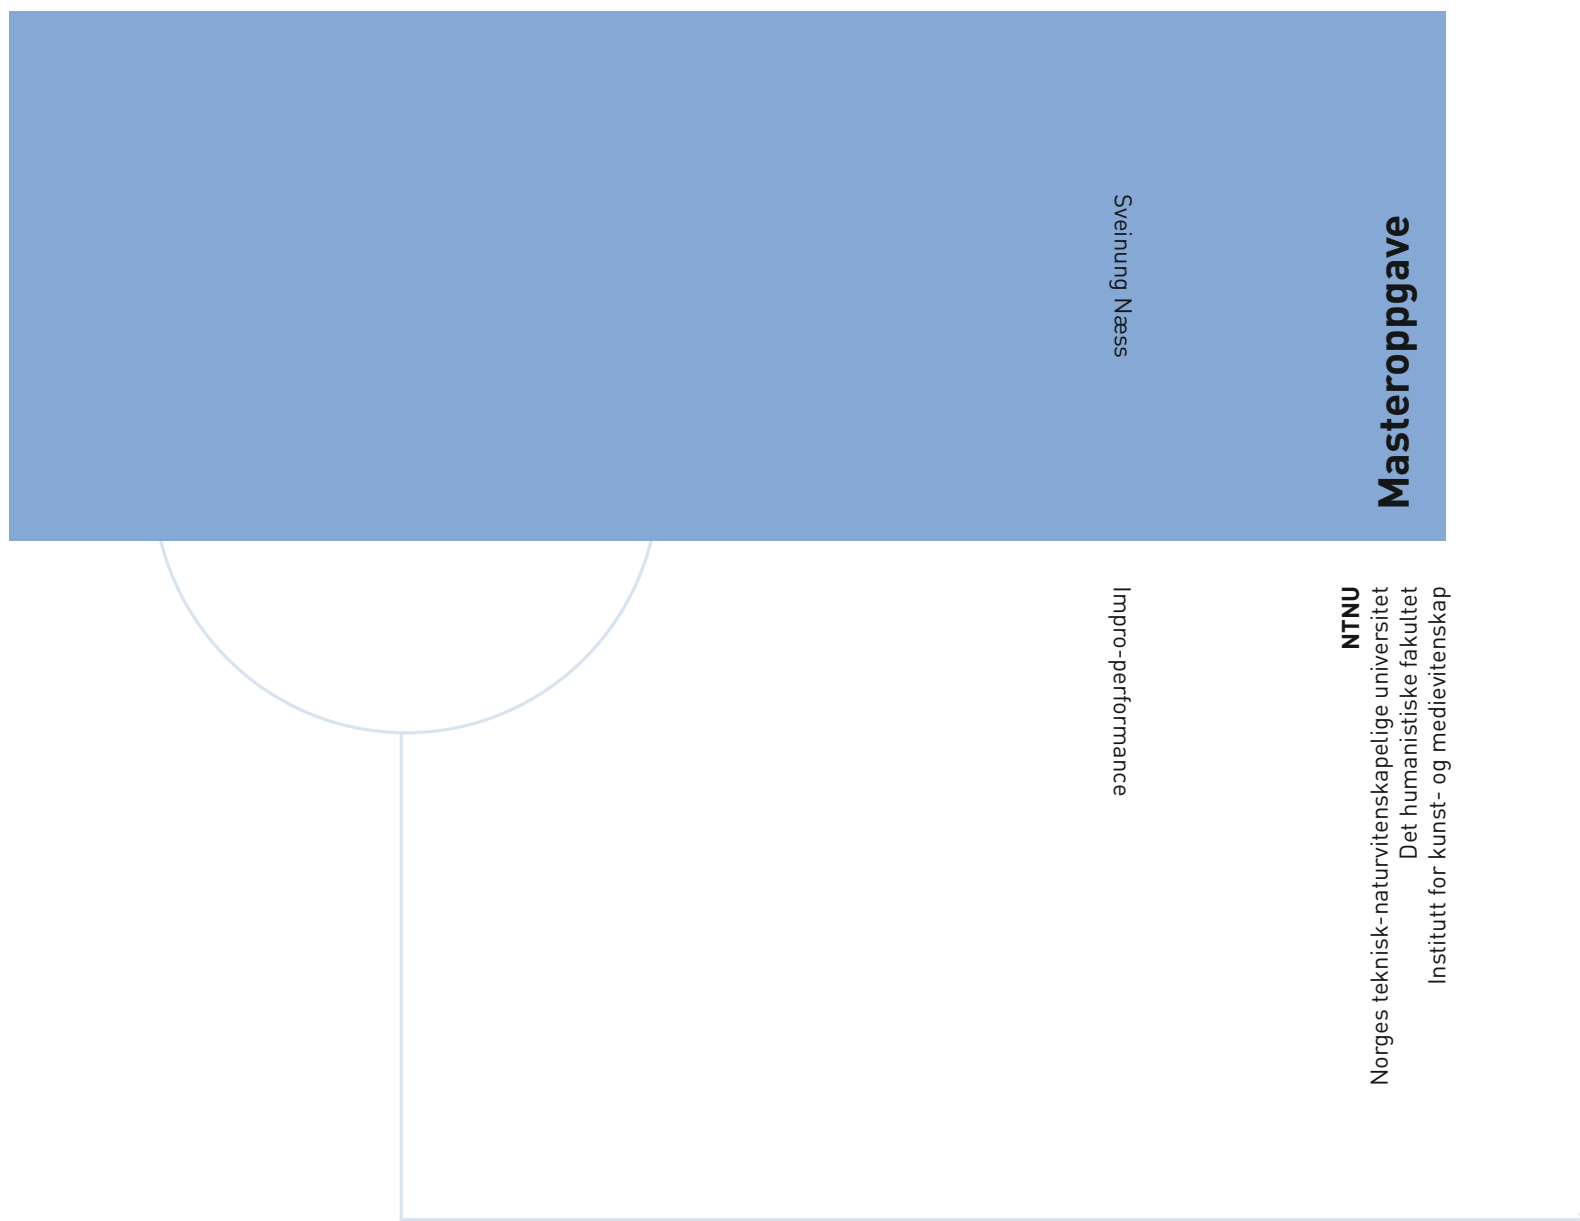 Sveinung Næss
Impro-performance
Masteroppgave
NTNU
Norges teknisk-naturvitenskapelige universitet
Det humanistiske fakultet
Institutt for kunst- og medievitenskap